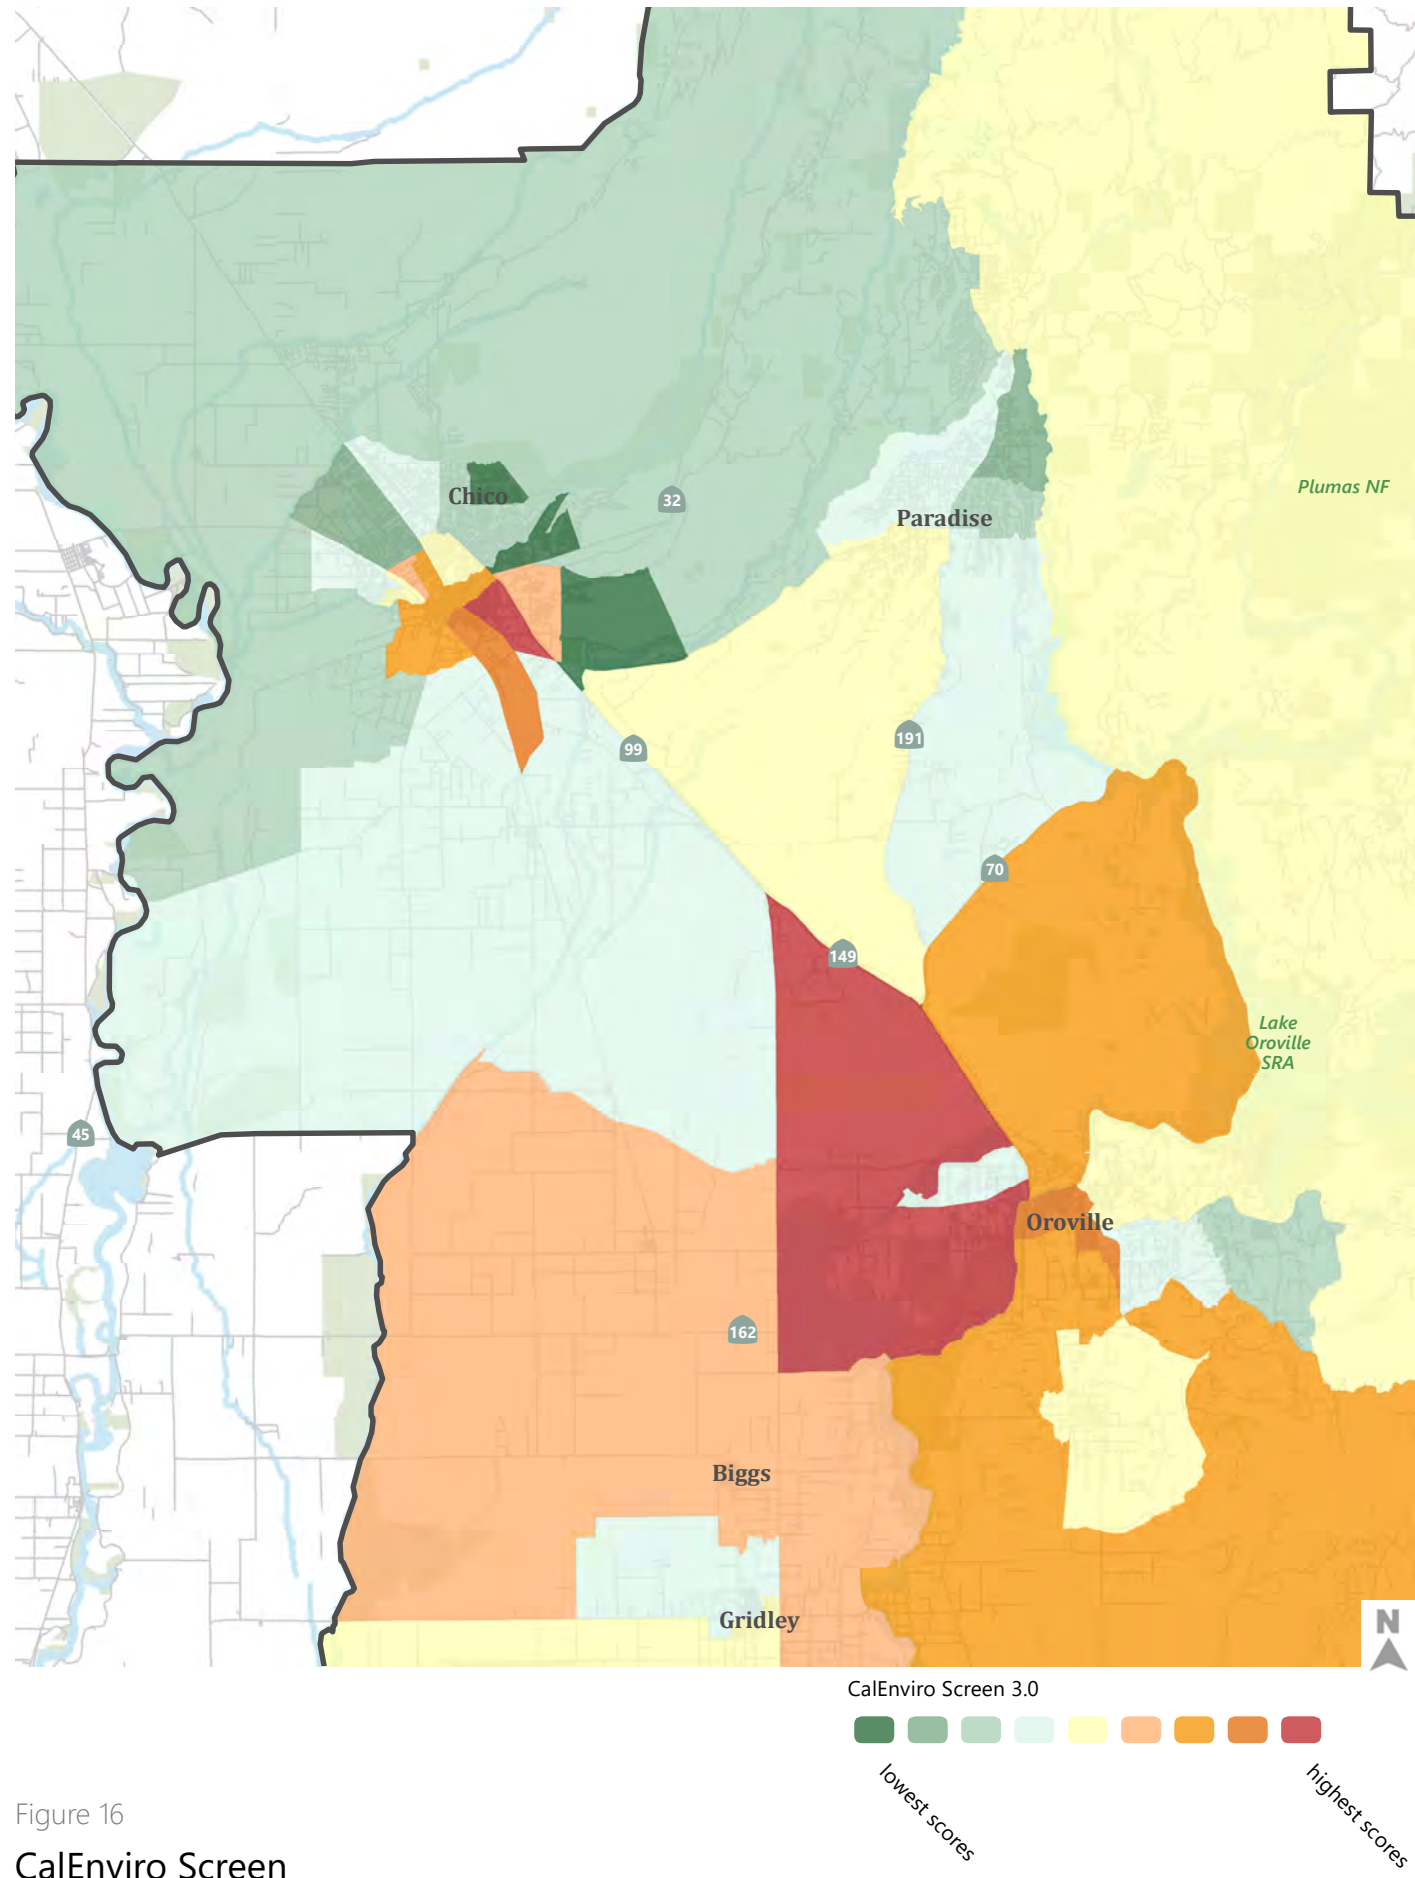 Chico
32
Plumas NF
Paradise
99
191
70
149
Lake
Oroville
SRA
45
Oroville
162
Biggs
Gridley
N
CalEnviro Screen 3.0
lowest scores
highest scores
Figure 16
CalEnviro Screen